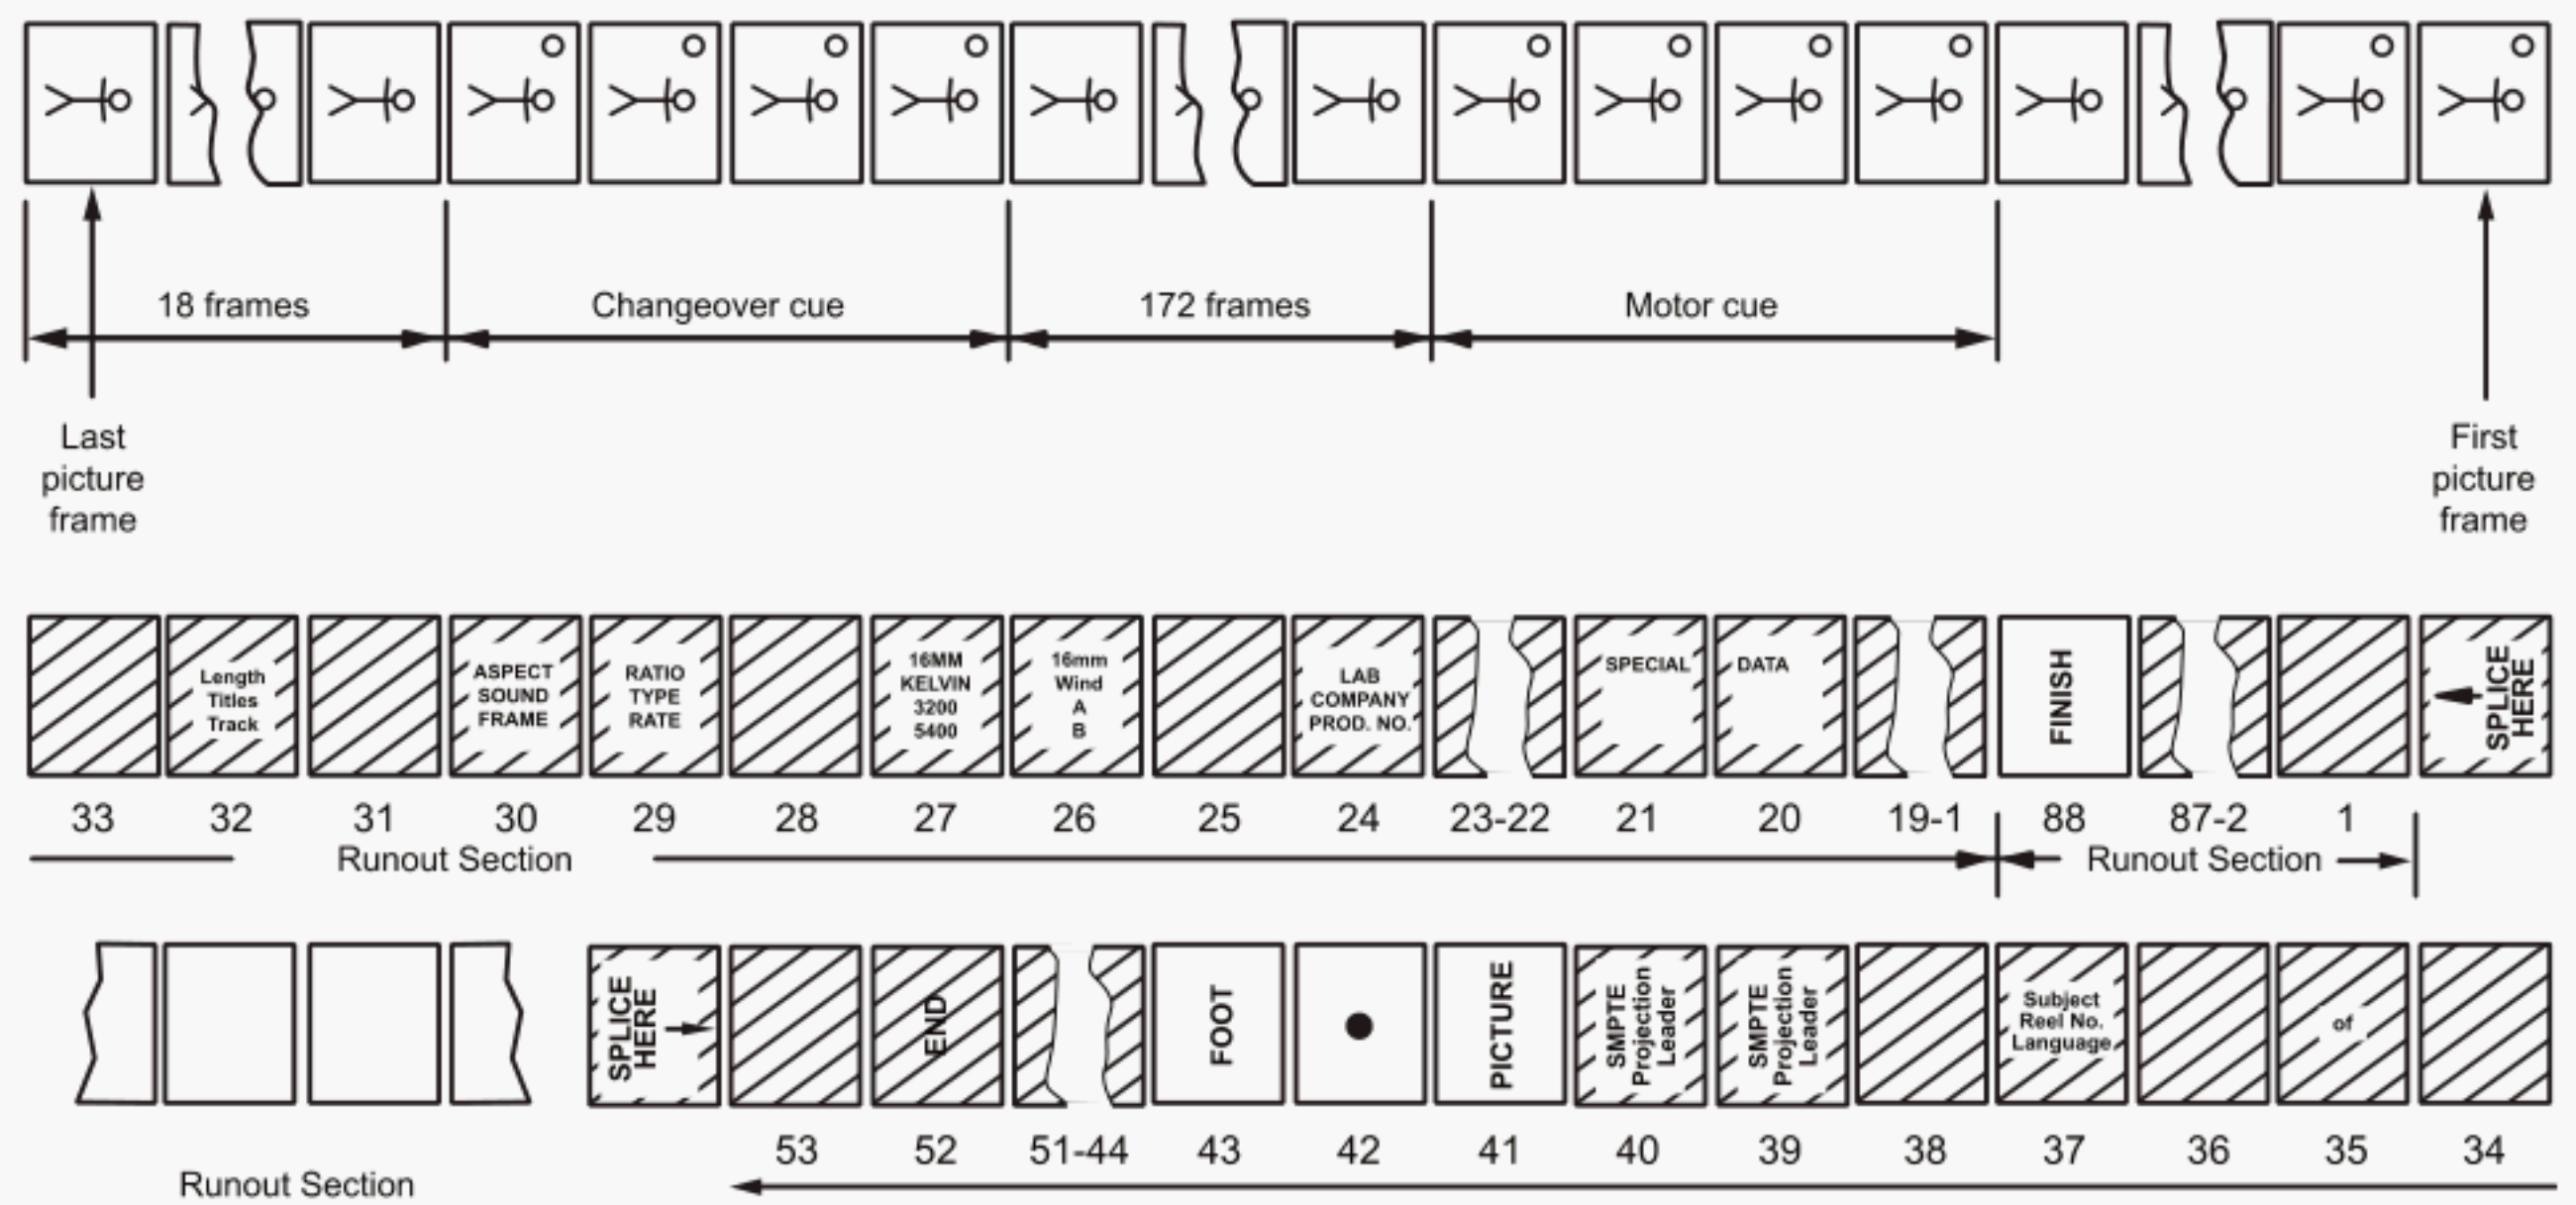 18 frames
Changeover cue
172 frames
Motor cue
Last
picture
frame
First
picture
frame
Length
Titles
Track
ASPECT
SOUND
FRAME
RATIO
TYPE
RATE
16MM
KELVIN
3200
5400
16mm
Wind
A
B
LAB
COMPANY
PROD. NO.
SPECIAL
DATA
FINISH
SPLICE
HERE
33
32
31
30
29
28
27
26
25
24
23-22
21
20
19-1
88
87-2
1
Runout Section
Runout Section
SPLICE
HERE
END
FOOT
PICTURE
SMPTE
Projection
Leader
SMPTE
Projection
Leader
Subject
Reel No.
Language
of
53
52
51-44
43
42
41
40
39
38
37
36
35
34
Runout Section